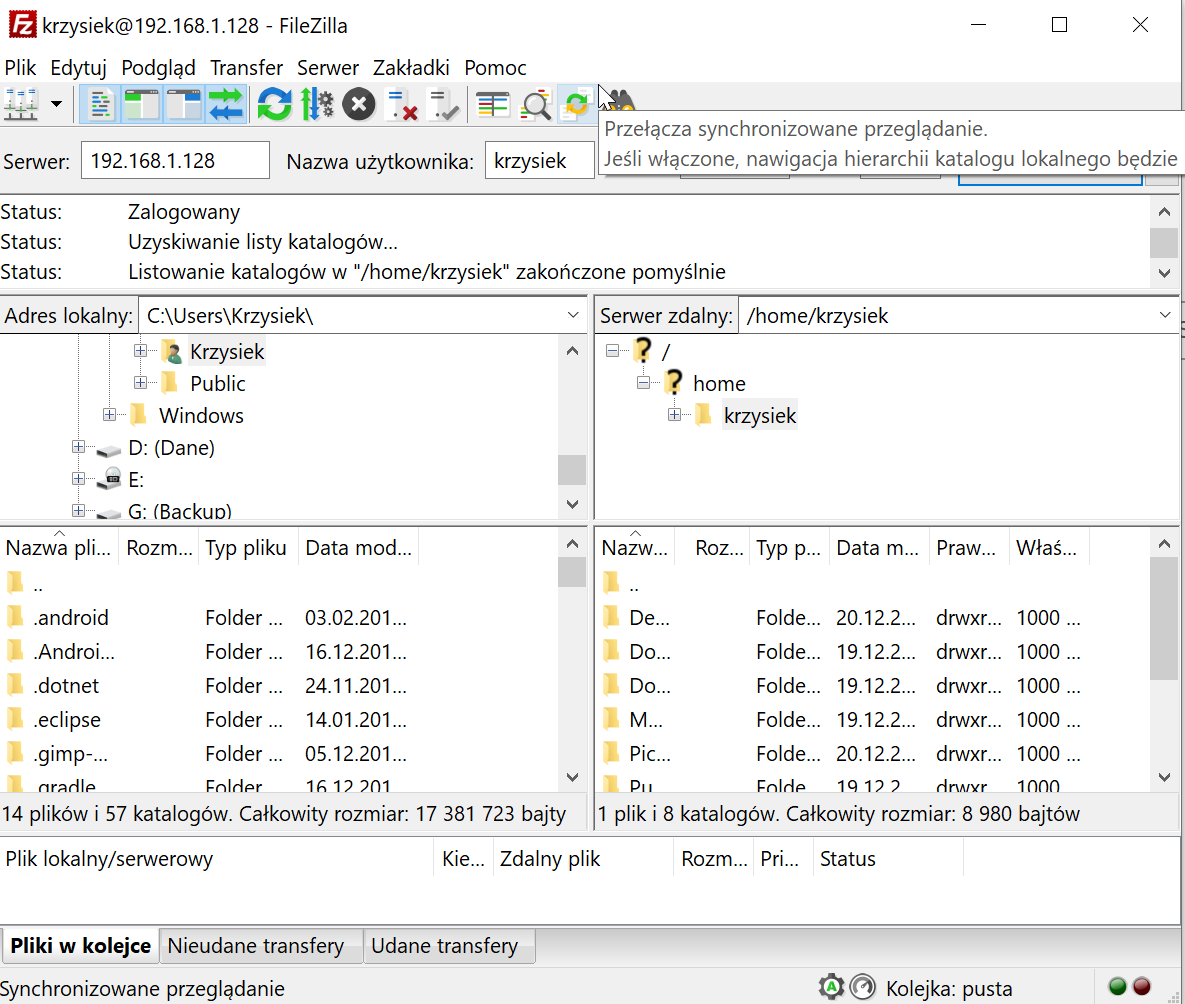 krzysiek@192.168.1.128 - FileZilla
Plik Edytuj Podgląd Transfer Serwer Zakładki Pomoc
Serwer: 192.168.1.128 Nazwa użytkownika: krzysiek
Przełącza synchronizowane przeglądanie.
Jeśli włączone, nawigacja hierarchii katalogu lokalnego będzie
Status: Zalogowany
Status: Uzyskiwanie listy katalogów...
Status: Listowanie katalogów w "/home/krzysiek" zakończone pomyślnie
Adres lokalny: C:\Users\Krzysiek\
Krzysiek
Public
Windows
D: (Dane)
E:
G: (Backup)
Serwer zdalny: /home/krzysiek
/
home
krzysiek
Nazwa pli... Rozm... Typ pliku Data mod...
..
.android Folder ... 03.02.201...
.Androi... Folder ... 16.12.201...
.dotnet Folder ... 24.11.201...
.eclipse Folder ... 14.01.201...
.gimp-... Folder ... 05.12.201...
.gradle Folder ... 16.12.201...
14 plików i 57 katalogów. Całkowity rozmiar: 17 381 723 bajty
Nazw... Roz... Typ p... Data m... Praw... Właś...
..
De... Folde... 20.12.2... drwxr... 1000 ...
Do... Folde... 19.12.2... drwxr... 1000 ...
Do... Folde... 19.12.2... drwxr... 1000 ...
M... Folde... 19.12.2... drwxr... 1000 ...
Pic... Folde... 20.12.2... drwxr... 1000 ...
Pu... Folde... 19.12.2... drwxr... 1000 ...
1 plik i 8 katalogów. Całkowity rozmiar: 8 980 bajtów
Plik lokalny/serwerowy Kie... Zdalny plik Rozm... Pri... Status
Pliki w kolejce Nieudane transfery Udane transfery
Synchronizowane przeglądanie Kolejka: pusta